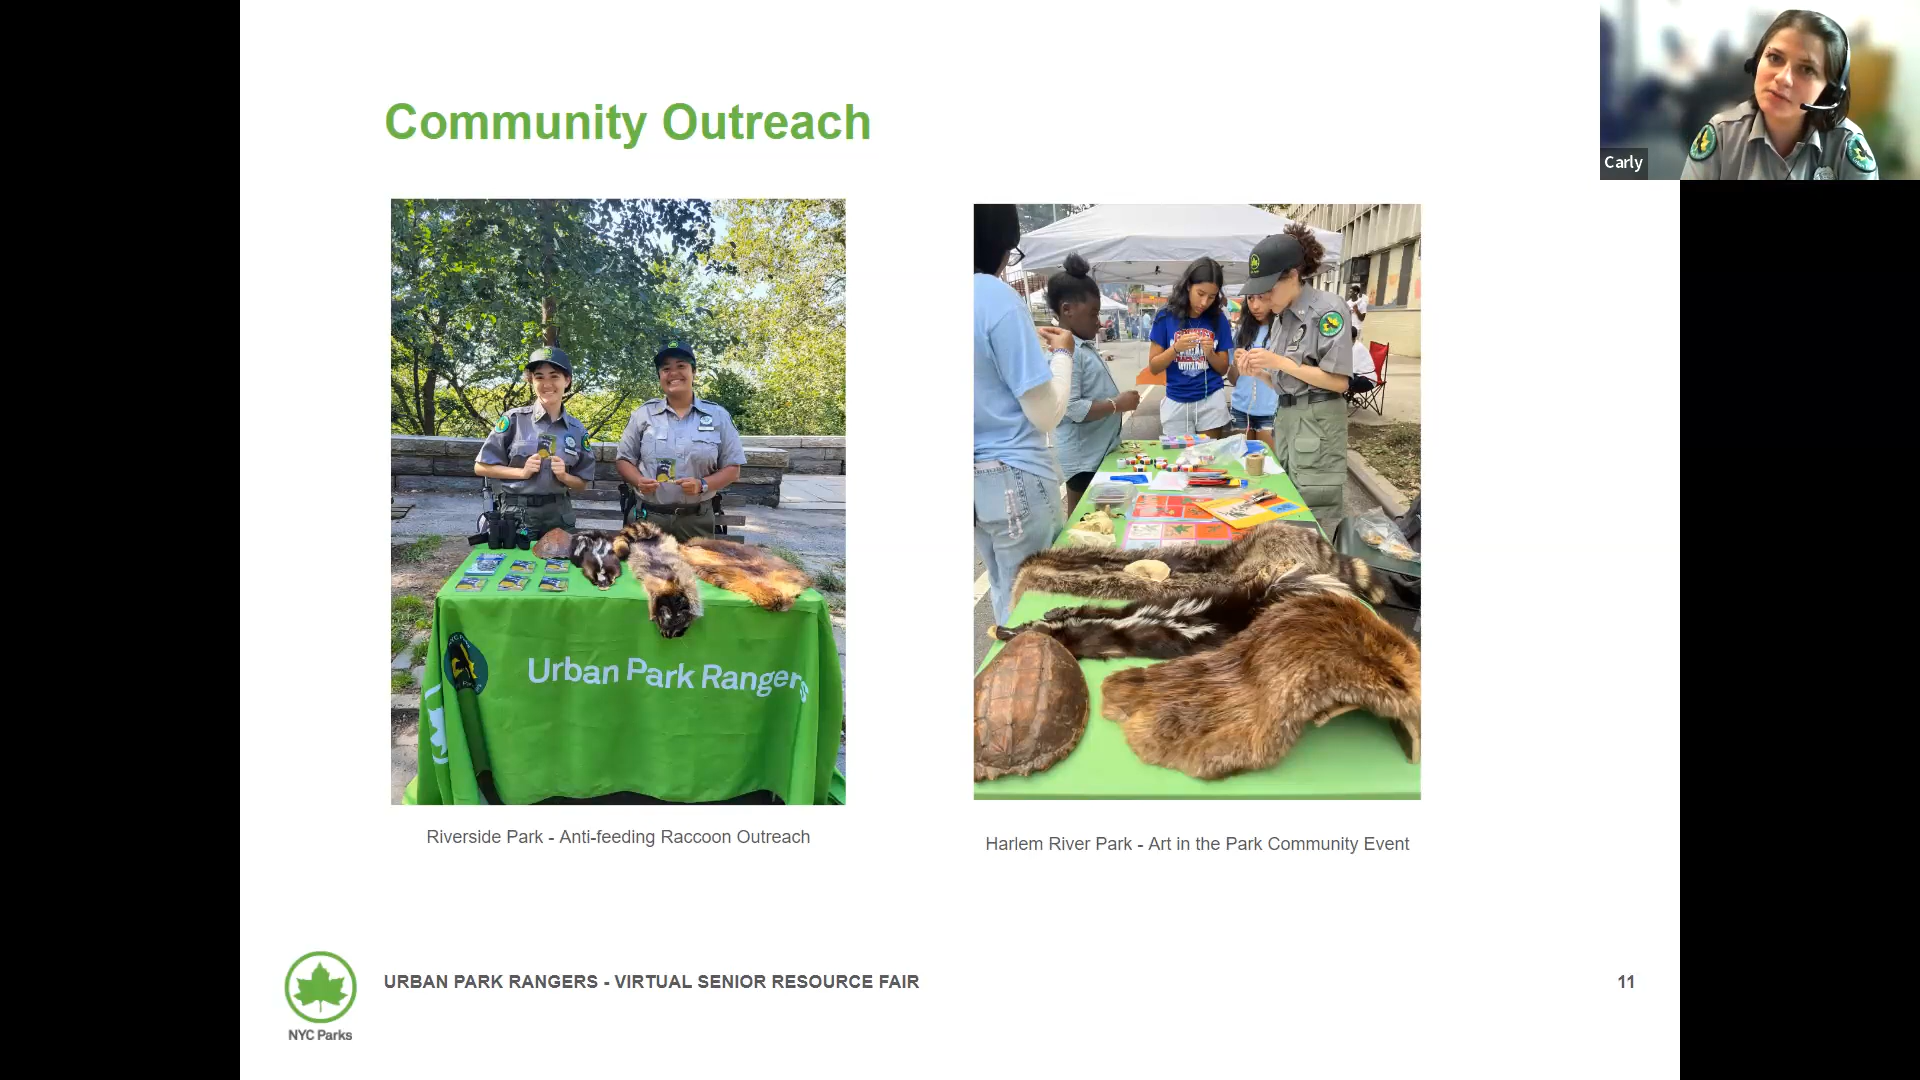 Community Outreach
Carly
Urban Park Rangers
Riverside Park - Anti-feeding Raccoon Outreach
Harlem River Park - Art in the Park Community Event
NYC Parks
URBAN PARK RANGERS - VIRTUAL SENIOR RESOURCE FAIR
11